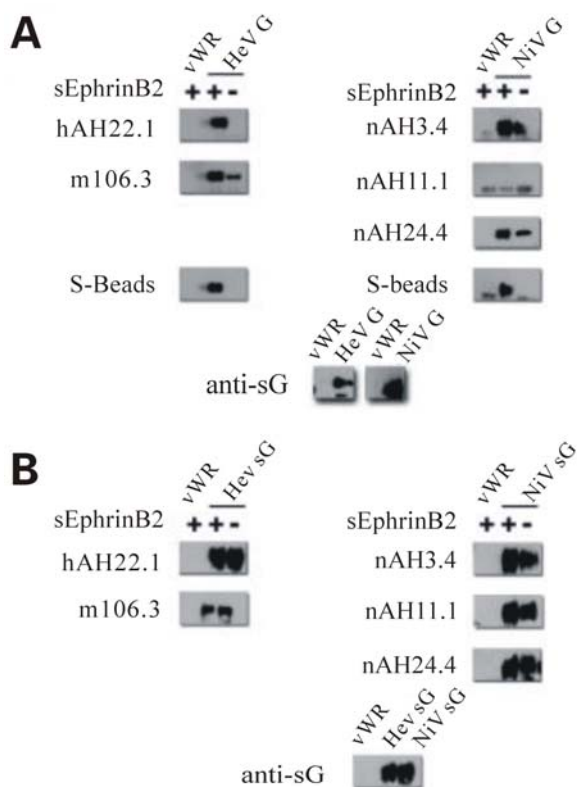 A
vWR HeV G
sEphrinB2 + + -
hAH22.1
m106.3
S-Beads
vWR NiV G
sEphrinB2 + + -
nAH3.4
nAH11.1
nAH24.4
S-beads
vWR HeV G vWR NiV G
anti-sG
B
vWR Hev sG
sEphrinB2 + + -
hAH22.1
m106.3
vWR NiV sG
sEphrinB2 + + -
nAH3.4
nAH11.1
nAH24.4
vWR Hev sG NiV sG
anti-sG